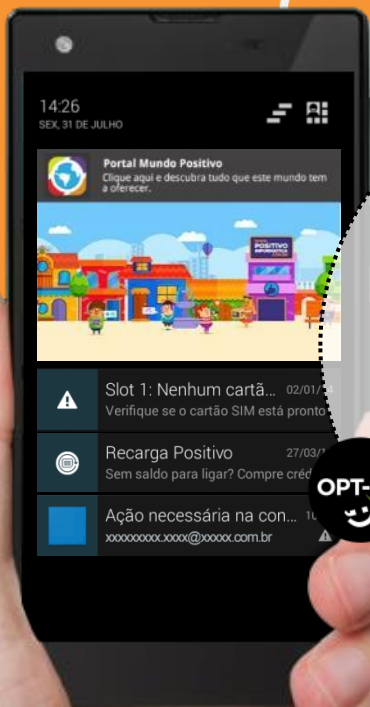 14:26
SEX, 31 DE JULHO
Portal Mundo Positivo
Clique aqui e descubra tudo que este mundo tem
a oferecer.
POSITIVO
INFORMÁTICA
Slot 1: Nenhum cartã... 02/01/
Verifique se o cartão SIM está pronto
Recarga Positivo 27/03/
Sem saldo para ligar? Compre créd
Ação necessária na con...
xxxxxxxxx.xxxx@xxxxx.com.br
OPT-